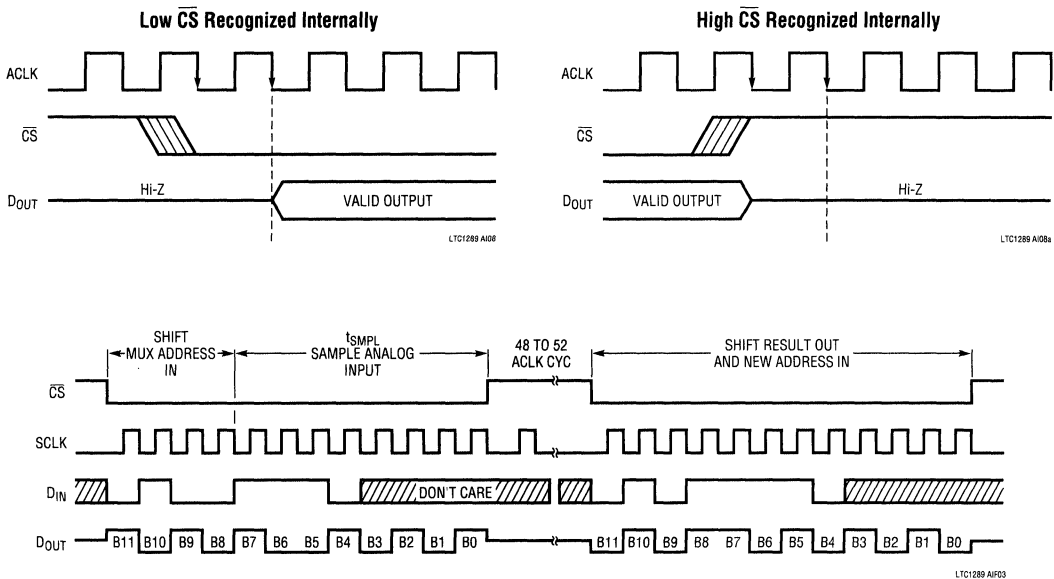 Low CS Recognized Internally
High CS Recognized Internally
ACLK
CS
DOUT
Hi-Z
VALID OUTPUT
LTC1289 AI08
ACLK
CS
DOUT
VALID OUTPUT
Hi-Z
LTC1289 AI08a
SHIFT
MUX ADDRESS
IN
tSMPL
SAMPLE ANALOG
INPUT
48 TO 52
ACLK CYC
SHIFT RESULT OUT
AND NEW ADDRESS IN
CS
SCLK
DIN
DON'T CARE
DOUT
B11 B10 B9 B8 B7 B6 B5 B4 B3 B2 B1 B0
B11 B10 B9 B8 B7 B6 B5 B4 B3 B2 B1 B0
LTC1289 AIF03